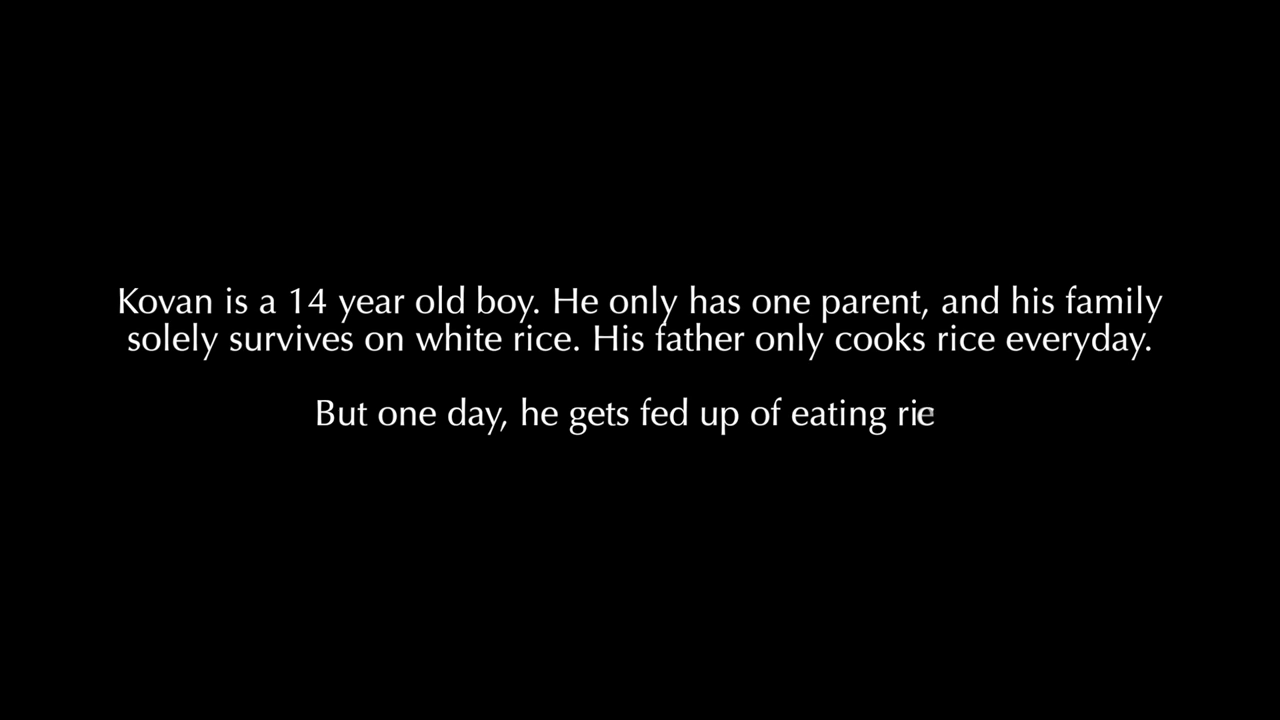 Kovan is a 14 year old boy. He only has one parent, and his family
solely survives on white rice. His father only cooks rice everyday.
But one day, he gets fed up of eating ric